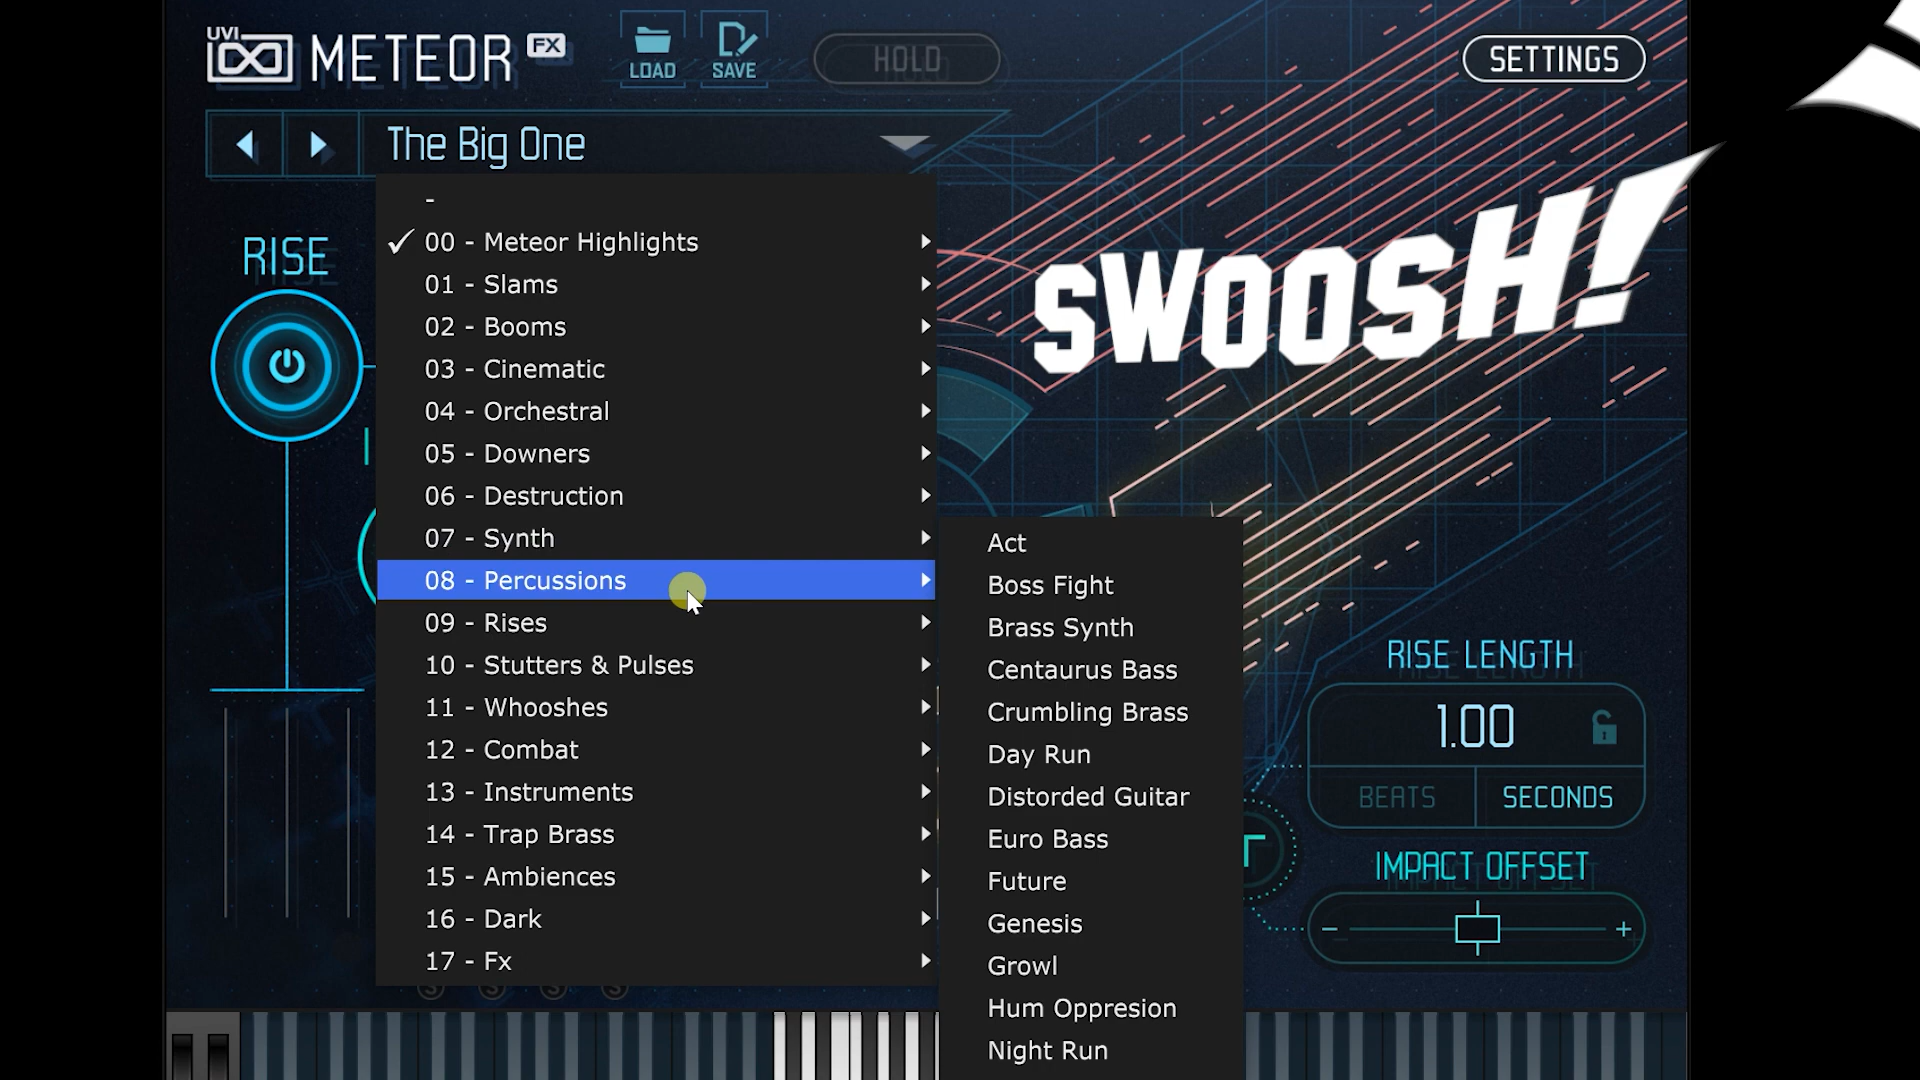 UVI
METEOR FX
LOAD
SAVE
HOLD
SETTINGS
The Big One
SWOOSH!
RISE
-
✓ 00 - Meteor Highlights
01 - Slams
02 - Booms
03 - Cinematic
04 - Orchestral
05 - Downers
06 - Destruction
07 - Synth
08 - Percussions
09 - Rises
10 - Stutters & Pulses
11 - Whooshes
12 - Combat
13 - Instruments
14 - Trap Brass
15 - Ambiences
16 - Dark
17 - Fx
Act
Boss Fight
Brass Synth
Centaurus Bass
Crumbling Brass
Day Run
Distorted Guitar
Euro Bass
Future
Genesis
Growl
Hum Oppresion
Night Run
RISE LENGTH
1.00
BEATS
SECONDS
IMPACT OFFSET
- +